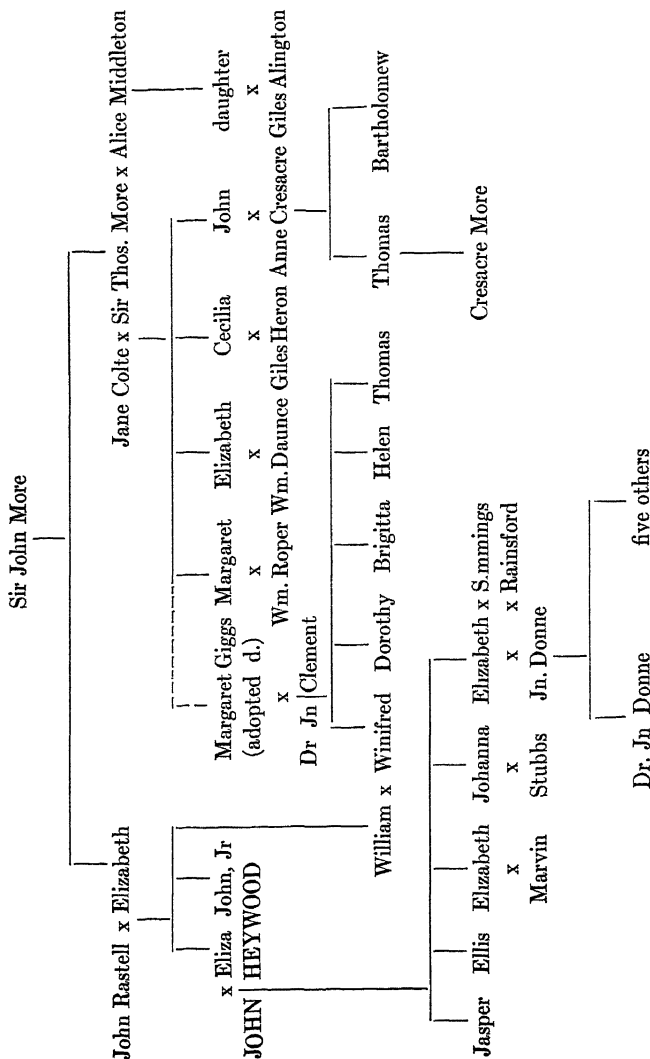 Sir John More
John Rastell x Elizabeth Jane Colte x Sir Thos. More x Alice Middleton
x Eliza John, Jr Margaret Giggs Margaret Elizabeth Cecilia John daughter
JOHN HEYWOOD (adopted d.) x x x x x
x Wm. Roper Wm. Daunce Giles Heron Anne Cresacre Giles Alington
Dr Jn Clement
William x Winifred Dorothy Brigitta Helen Thomas Thomas Bartholomew
Jasper Ellis Elizabeth Johanna Elizabeth x S.mmings Cresacre More
x x x x Rainsford
Marvin Stubbs Jn. Donne
Dr. Jn Donne five others